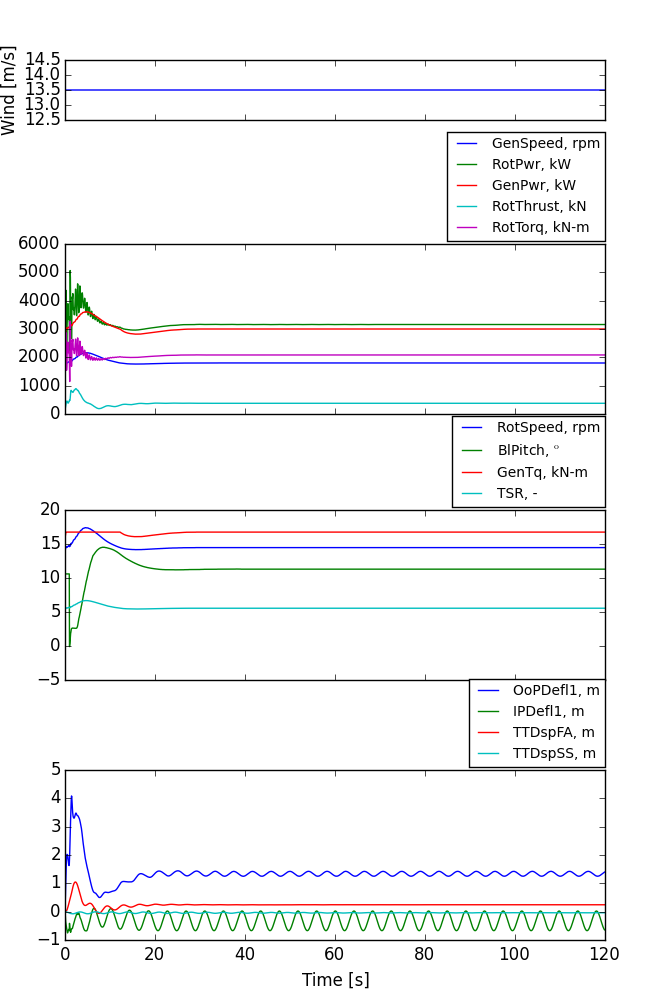 Wind [m/s]
14.5
14.0
13.5
13.0
12.5
GenSpeed, rpm
RotPwr, kW
GenPwr, kW
RotThrust, kN
RotTorq, kN-m
6000
5000
4000
3000
2000
1000
0
RotSpeed, rpm
BlPitch, °
GenTq, kN-m
TSR, -
20
15
10
5
0
−5
OoPDefl1, m
IPDefl1, m
TTDspFA, m
TTDspSS, m
5
4
3
2
1
0
−1
0 20 40 60 80 100 120
Time [s]